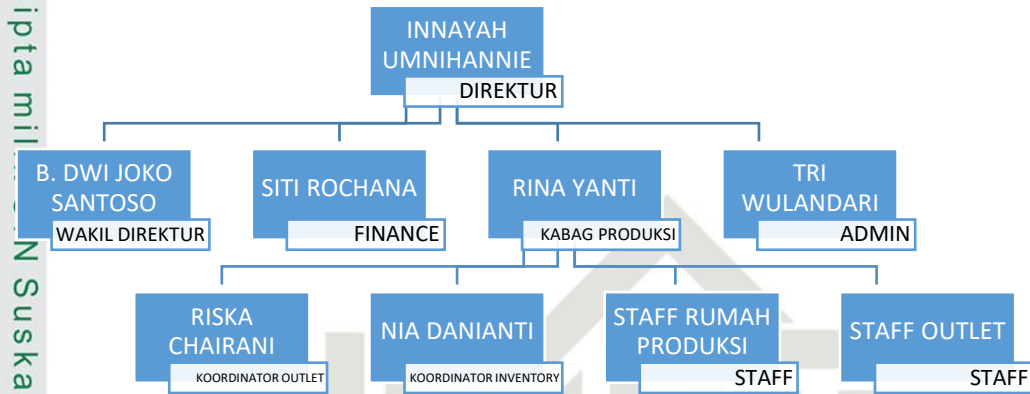 INNAYAH
UMNIHANNIE
DIREKTUR
B. DWI JOKO
SANTOSO
WAKIL DIREKTUR
SITI ROCHANA
FINANCE
RINA YANTI
KABAG PRODUKSI
TRI
WULANDARI
ADMIN
RISKA
CHAIRANI
KOORDINATOR OUTLET
NIA DANIANTI
KOORDINATOR INVENTORY
STAFF RUMAH
PRODUKSI
STAFF
STAFF OUTLET
STAFF
N Suska